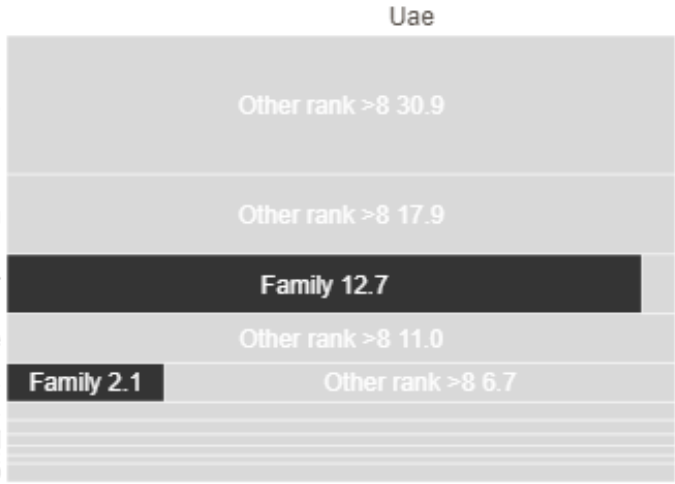 Uae
Other rank >8 30.9
Other rank >8 17.9
Family 12.7
Other rank >8 11.0
Family 2.1 Other rank >8 6.7